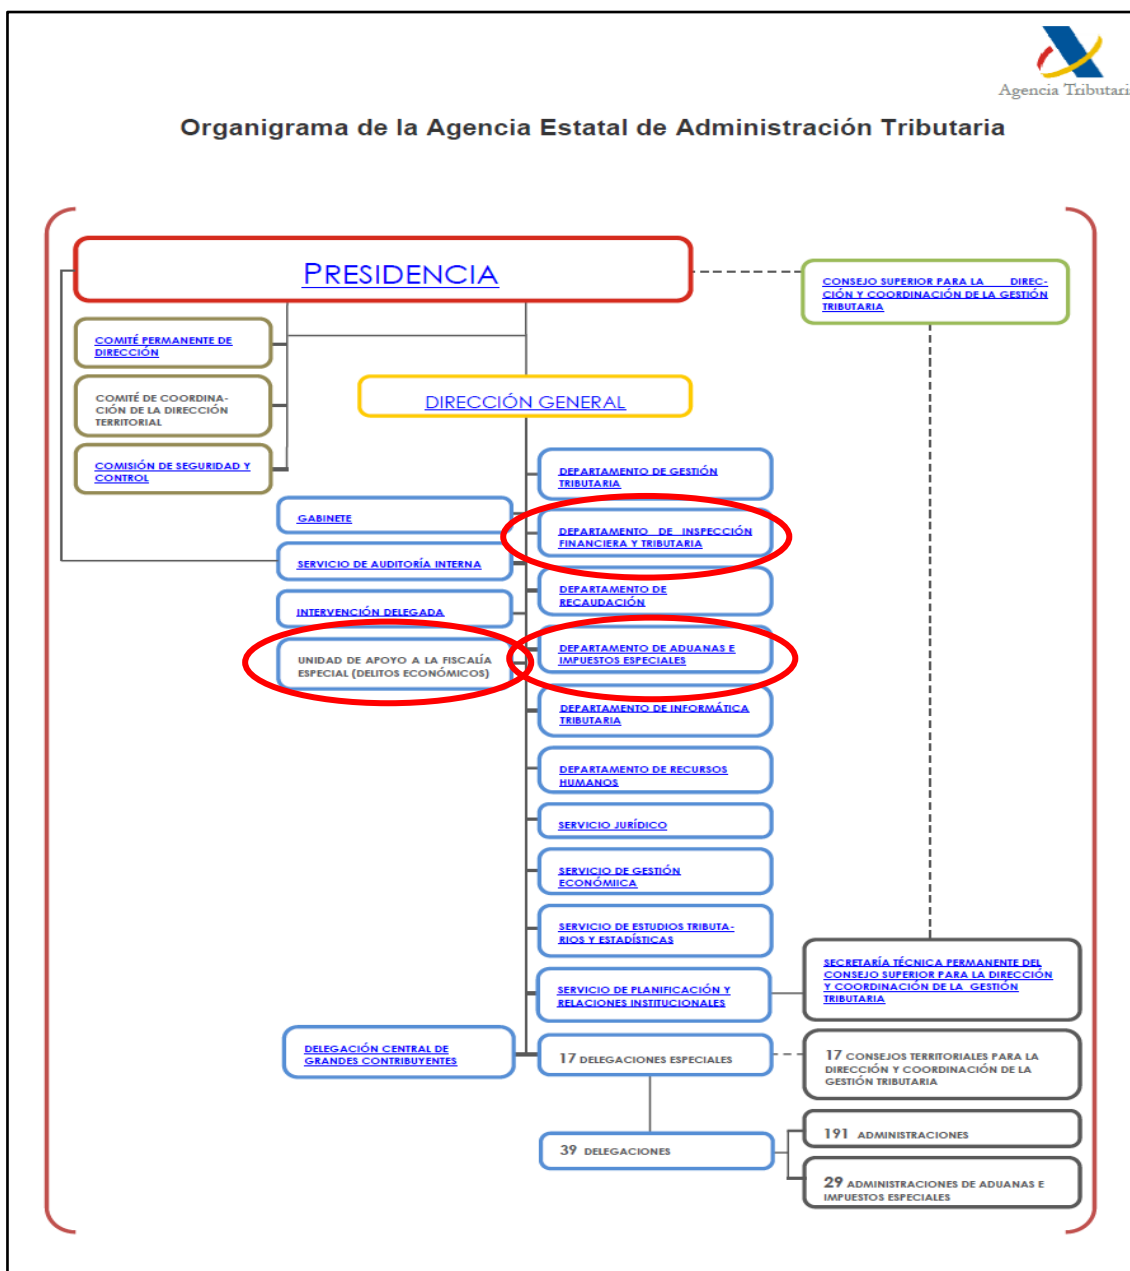 Agencia Tributaria
Organigrama de la Agencia Estatal de Administración Tributaria
PRESIDENCIA
CONSEJO SUPERIOR PARA LA DIREC-
CIÓN Y COORDINACIÓN DE LA GESTIÓN
TRIBUTARIA
COMITÉ PERMANENTE DE
DIRECCIÓN
COMITÉ DE COORDINA-
CIÓN DE LA DIRECCIÓN
TERRITORIAL
COMISIÓN DE SEGURIDAD Y
CONTROL
DIRECCIÓN GENERAL
DEPARTAMENTO DE GESTIÓN
TRIBUTARIA
GABINETE
DEPARTAMENTO DE INSPECCIÓN
FINANCIERA Y TRIBUTARIA
SERVICIO DE AUDITORÍA INTERNA
DEPARTAMENTO DE
RECAUDACIÓN
INTERVENCIÓN DELEGADA
DEPARTAMENTO DE ADUANAS E
IMPUESTOS ESPECIALES
UNIDAD DE APOYO A LA FISCALÍA
ESPECIAL (DELITOS ECONÓMICOS)
DEPARTAMENTO DE INFORMÁTICA
TRIBUTARIA
DEPARTAMENTO DE RECURSOS
HUMANOS
SERVICIO JURÍDICO
SERVICIO DE GESTIÓN
ECONÓMIICA
SERVICIO DE ESTUDIOS TRIBUTA-
RIOS Y ESTADÍSTICAS
SERVICIO DE PLANIFICACIÓN Y
RELACIONES INSTITUCIONALES
SECRETARÍA TÉCNICA PERMANENTE DEL
CONSEJO SUPERIOR PARA LA DIRECCIÓN
Y COORDINACIÓN DE LA GESTIÓN
TRIBUTARIA
DELEGACIÓN CENTRAL DE
GRANDES CONTRIBUYENTES
17 DELEGACIONES ESPECIALES
17 CONSEJOS TERRITORIALES PARA LA
DIRECCIÓN Y COORDINACIÓN DE LA
GESTIÓN TRIBUTARIA
39 DELEGACIONES
191 ADMINISTRACIONES
29 ADMINISTRACIONES DE ADUANAS E
IMPUESTOS ESPECIALES